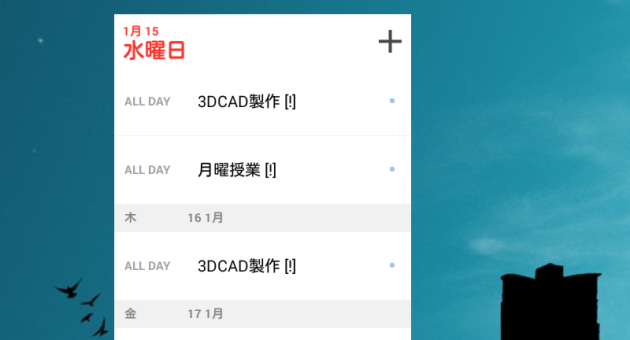 1月 15
水曜日
ALL DAY 3DCAD製作 [!]
ALL DAY 月曜授業 [!]
木 16 1月
ALL DAY 3DCAD製作 [!]
金 17 1月